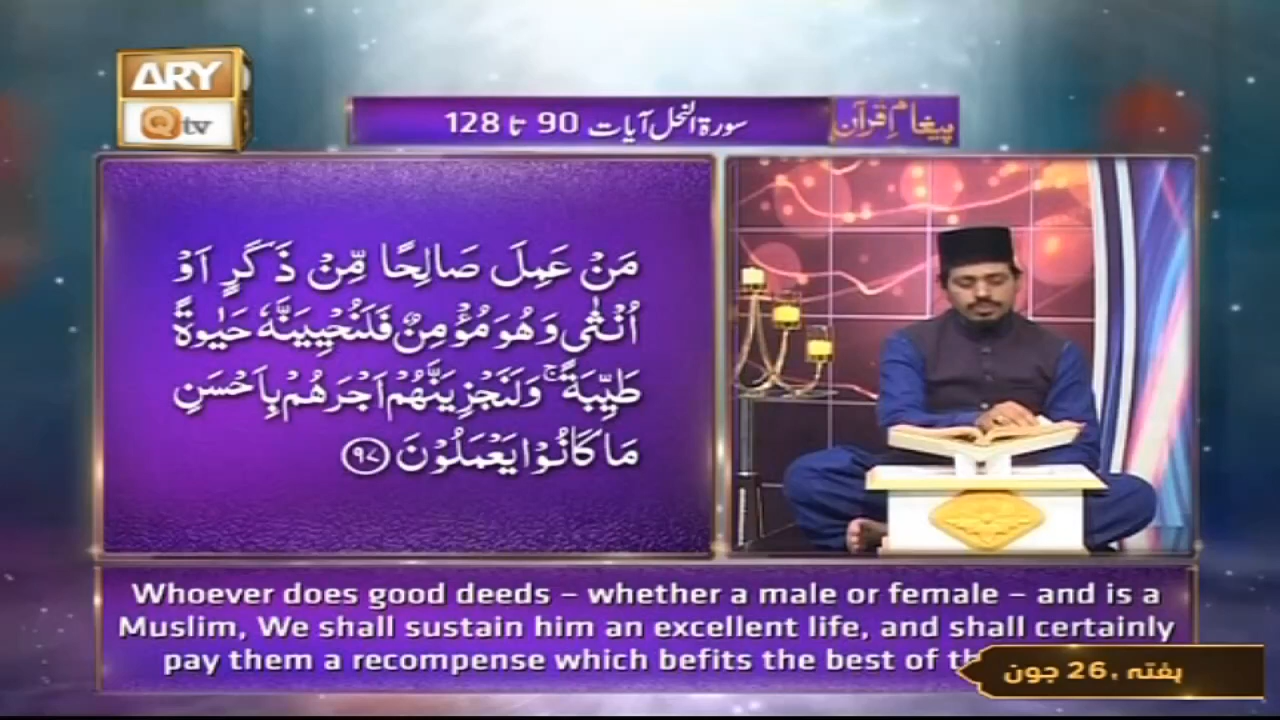 ARY
Qtv
پیغامِ قرآن
سورۃ النحل آیات 90 تا 128
مَنْ عَمِلَ صَالِحًا مِّنْ ذَكَرٍ اَوْ
اُنْثٰى وَهُوَ مُؤْمِنٌ فَلَنُحْيِيَنَّهٗ حَيٰوةً
طَيِّبَةً ۚ وَلَنَجْزِيَنَّهُمْ اَجْرَهُمْ بِاَحْسَنِ
مَا كَانُوْا يَعْمَلُوْنَ ﴿۹۷﴾
Whoever does good deeds – whether a male or female – and is a
Muslim, We shall sustain him an excellent life, and shall certainly
pay them a recompense which befits the best of
ہفتہ، 26 جون